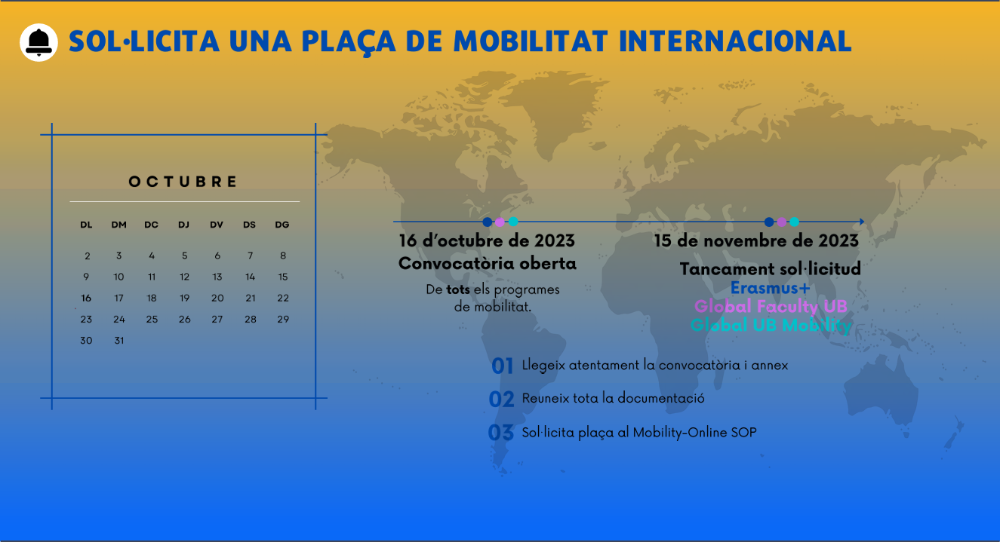 SOL·LICITA UNA PLAÇA DE MOBILITAT INTERNACIONAL
OCTUBRE
DL DM DC DJ DV DS DG
2 3 4 5 6 7 8
9 10 11 12 13 14 15
16 17 18 19 20 21 22
23 24 25 26 27 28 29
30 31
16 d’octubre de 2023
Convocatòria oberta
De tots els programes
de mobilitat.
15 de novembre de 2023
Tancament sol·licitud
Erasmus+
Global Faculty UB
Global UB Mobility
01 Llegeix atentament la convocatòria i annex
02 Reuneix tota la documentació
03 Sol·licita plaça al Mobility-Online SOP